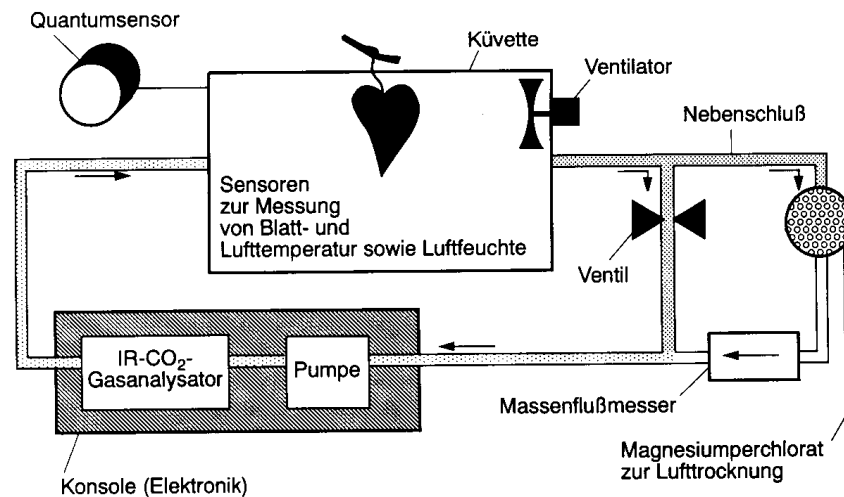 Quantumsensor
Küvette
Ventilator
Nebenschluß
Sensoren
zur Messung
von Blatt- und
Lufttemperatur sowie Luftfeuchte
Ventil
IR-CO₂-
Gasanalysator
Pumpe
Massenflußmesser
Magnesiumperchlorat
zur Lufttrocknung
Konsole (Elektronik)